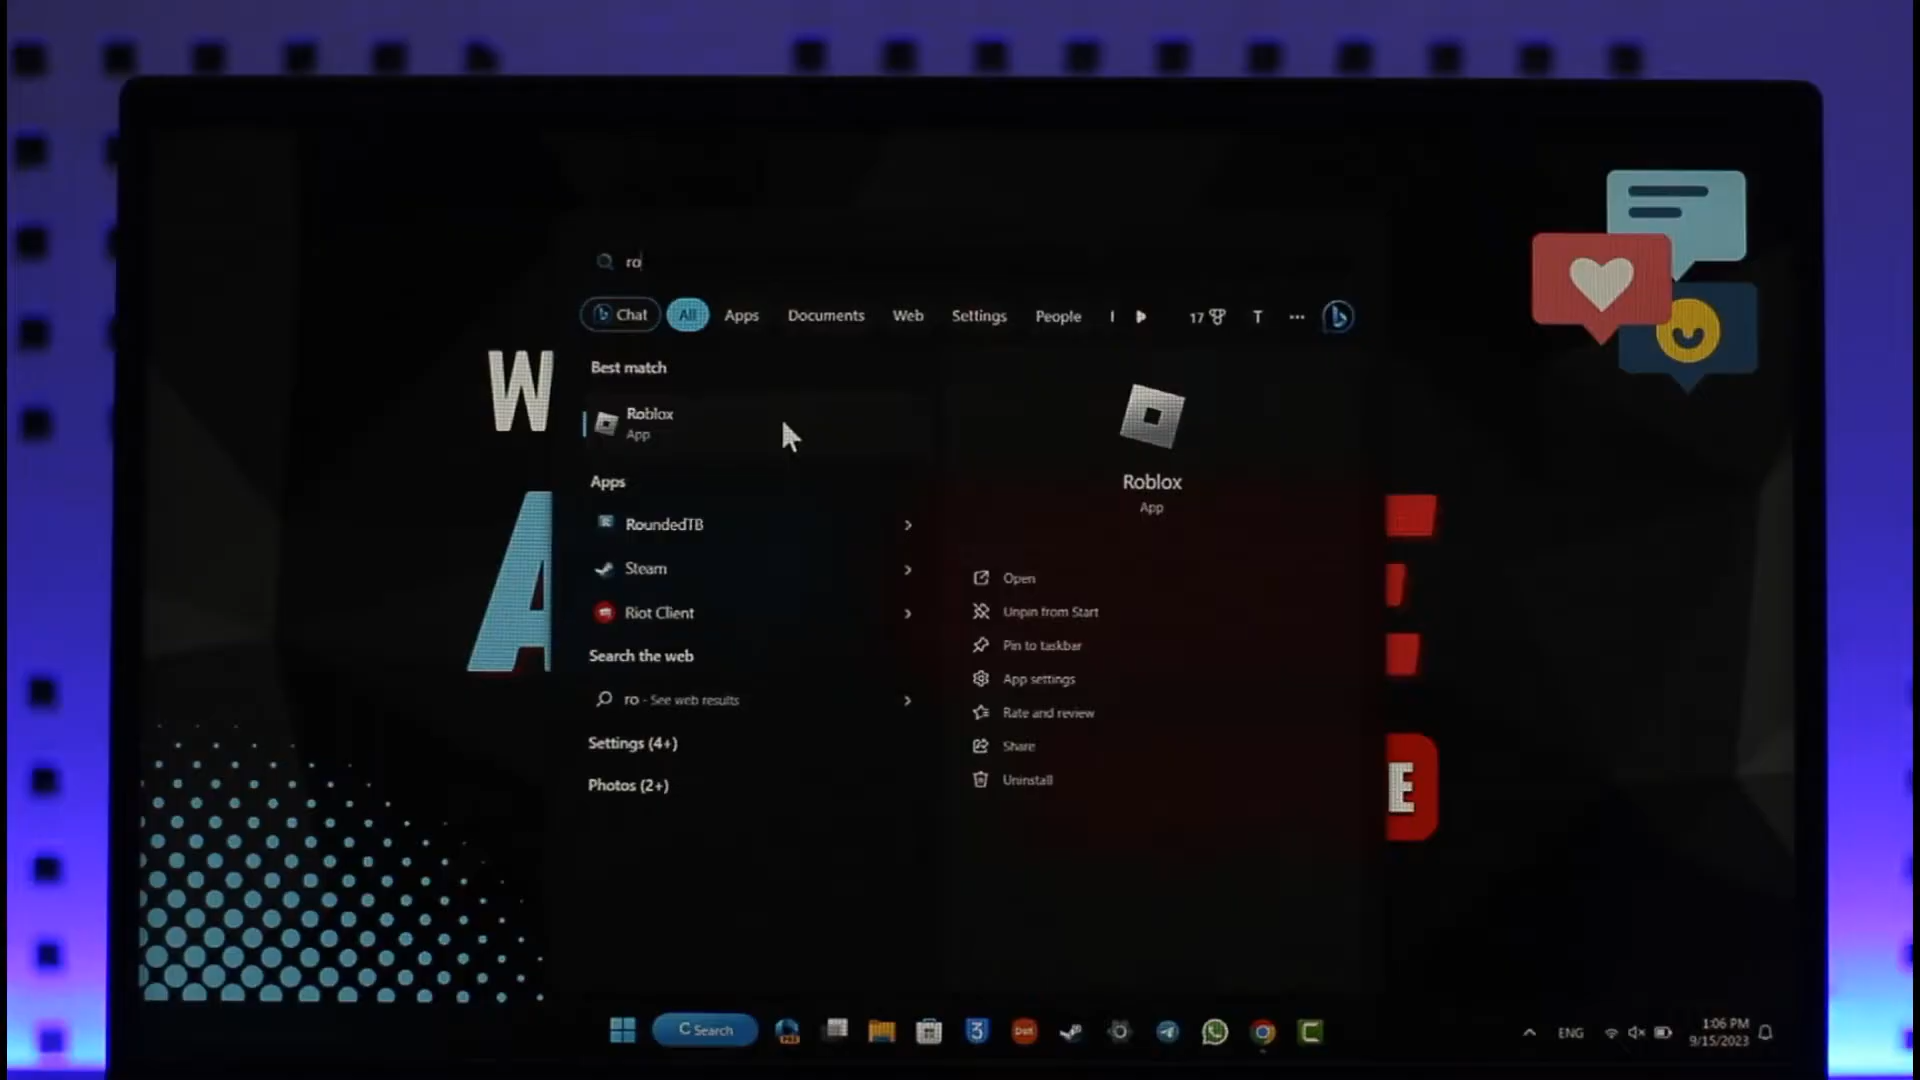 ro
Chat All Apps Documents Web Settings People 17 T ...
Best match
Roblox
App
Apps
RoundedTB
Steam
Riot Client
Search the web
ro - See web results
Settings (4+)
Photos (2+)
Roblox
App
Open
Unpin from Start
Pin to taskbar
App settings
Rate and review
Share
Uninstall
W
A
E
Search
ENG
1:06 PM
9/15/2023